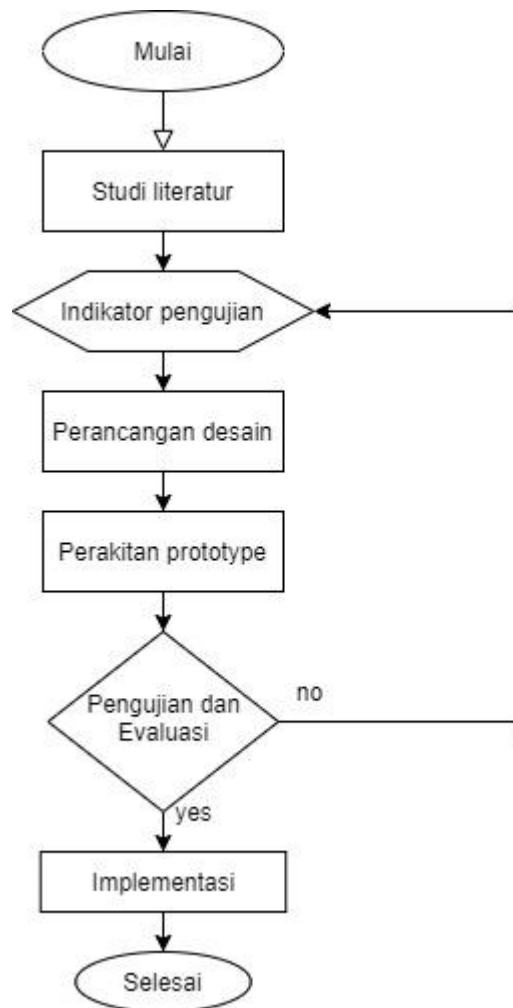 Mulai
Studi literatur
Indikator pengujian
Perancangan desain
Perakitan prototype
Pengujian dan
Evaluasi
no
yes
Implementasi
Selesai